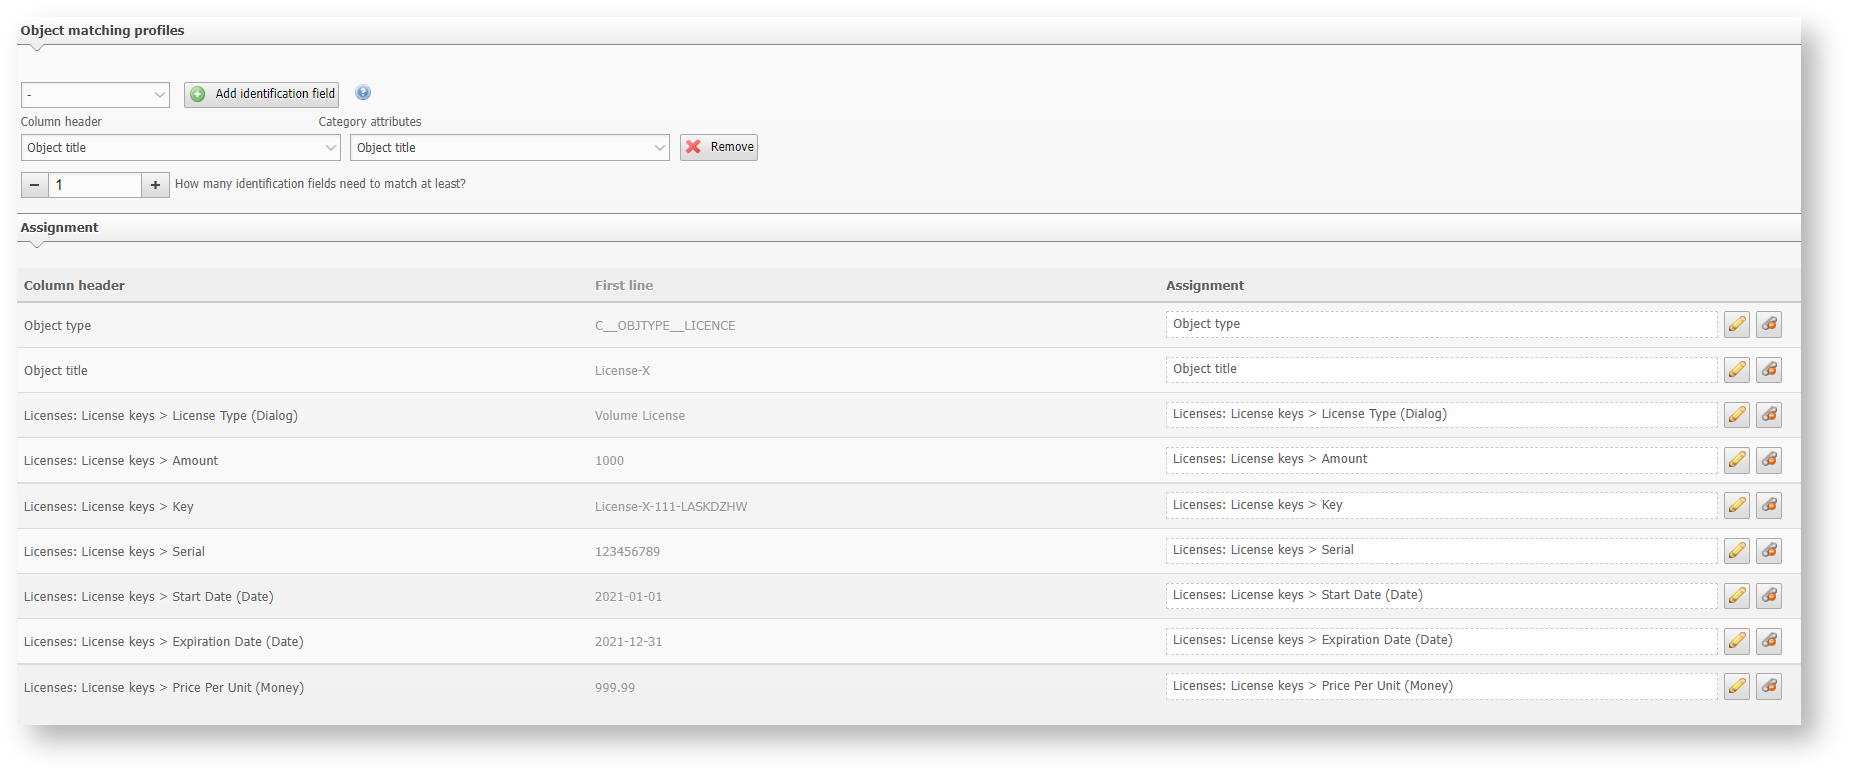 Object matching profiles
- Add identification field
Column header Category attributes
Object title Object title Remove
− 1 + How many identification fields need to match at least?
Assignment
Column header First line Assignment
Object type C__OBJTYPE__LICENCE Object type
Object title License-X Object title
Licenses: License keys > License Type (Dialog) Volume License Licenses: License keys > License Type (Dialog)
Licenses: License keys > Amount 1000 Licenses: License keys > Amount
Licenses: License keys > Key License-X-111-LASKDZHW Licenses: License keys > Key
Licenses: License keys > Serial 123456789 Licenses: License keys > Serial
Licenses: License keys > Start Date (Date) 2021-01-01 Licenses: License keys > Start Date (Date)
Licenses: License keys > Expiration Date (Date) 2021-12-31 Licenses: License keys > Expiration Date (Date)
Licenses: License keys > Price Per Unit (Money) 999.99 Licenses: License keys > Price Per Unit (Money)